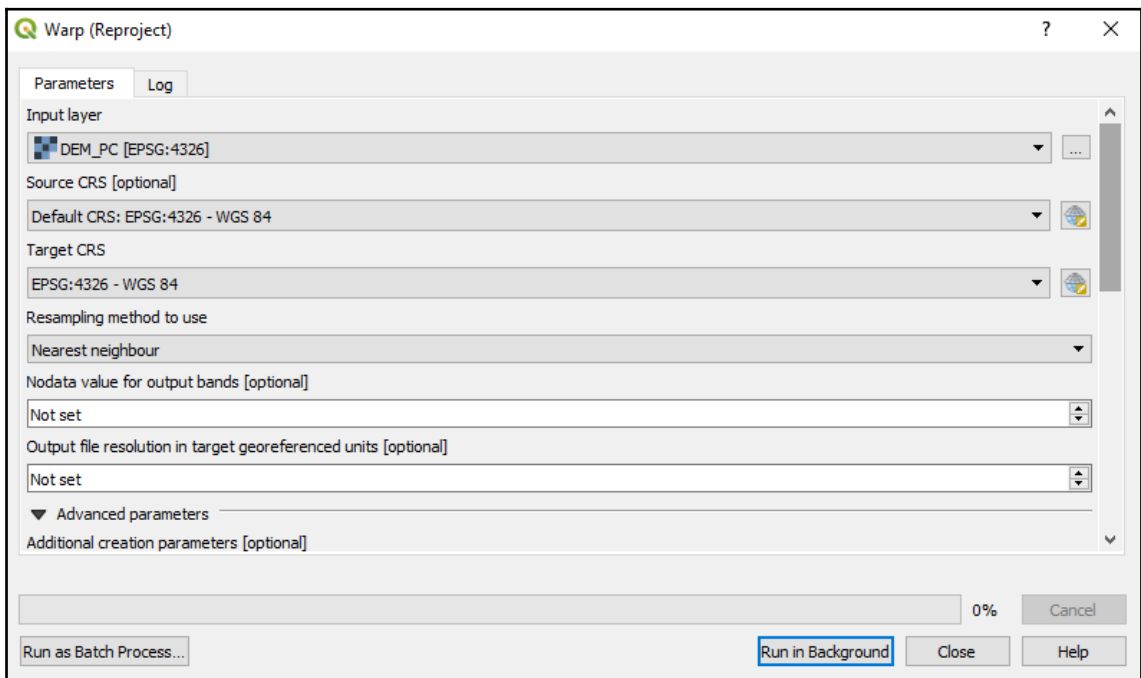 Warp (Reproject)
?
Parameters
Log
Input layer
DEM_PC [EPSG:4326]
...
Source CRS [optional]
Default CRS: EPSG:4326 - WGS 84
Target CRS
EPSG:4326 - WGS 84
Resampling method to use
Nearest neighbour
Nodata value for output bands [optional]
Not set
Output file resolution in target georeferenced units [optional]
Not set
Advanced parameters
Additional creation parameters [optional]
0%
Cancel
Run as Batch Process...
Run in Background
Close
Help